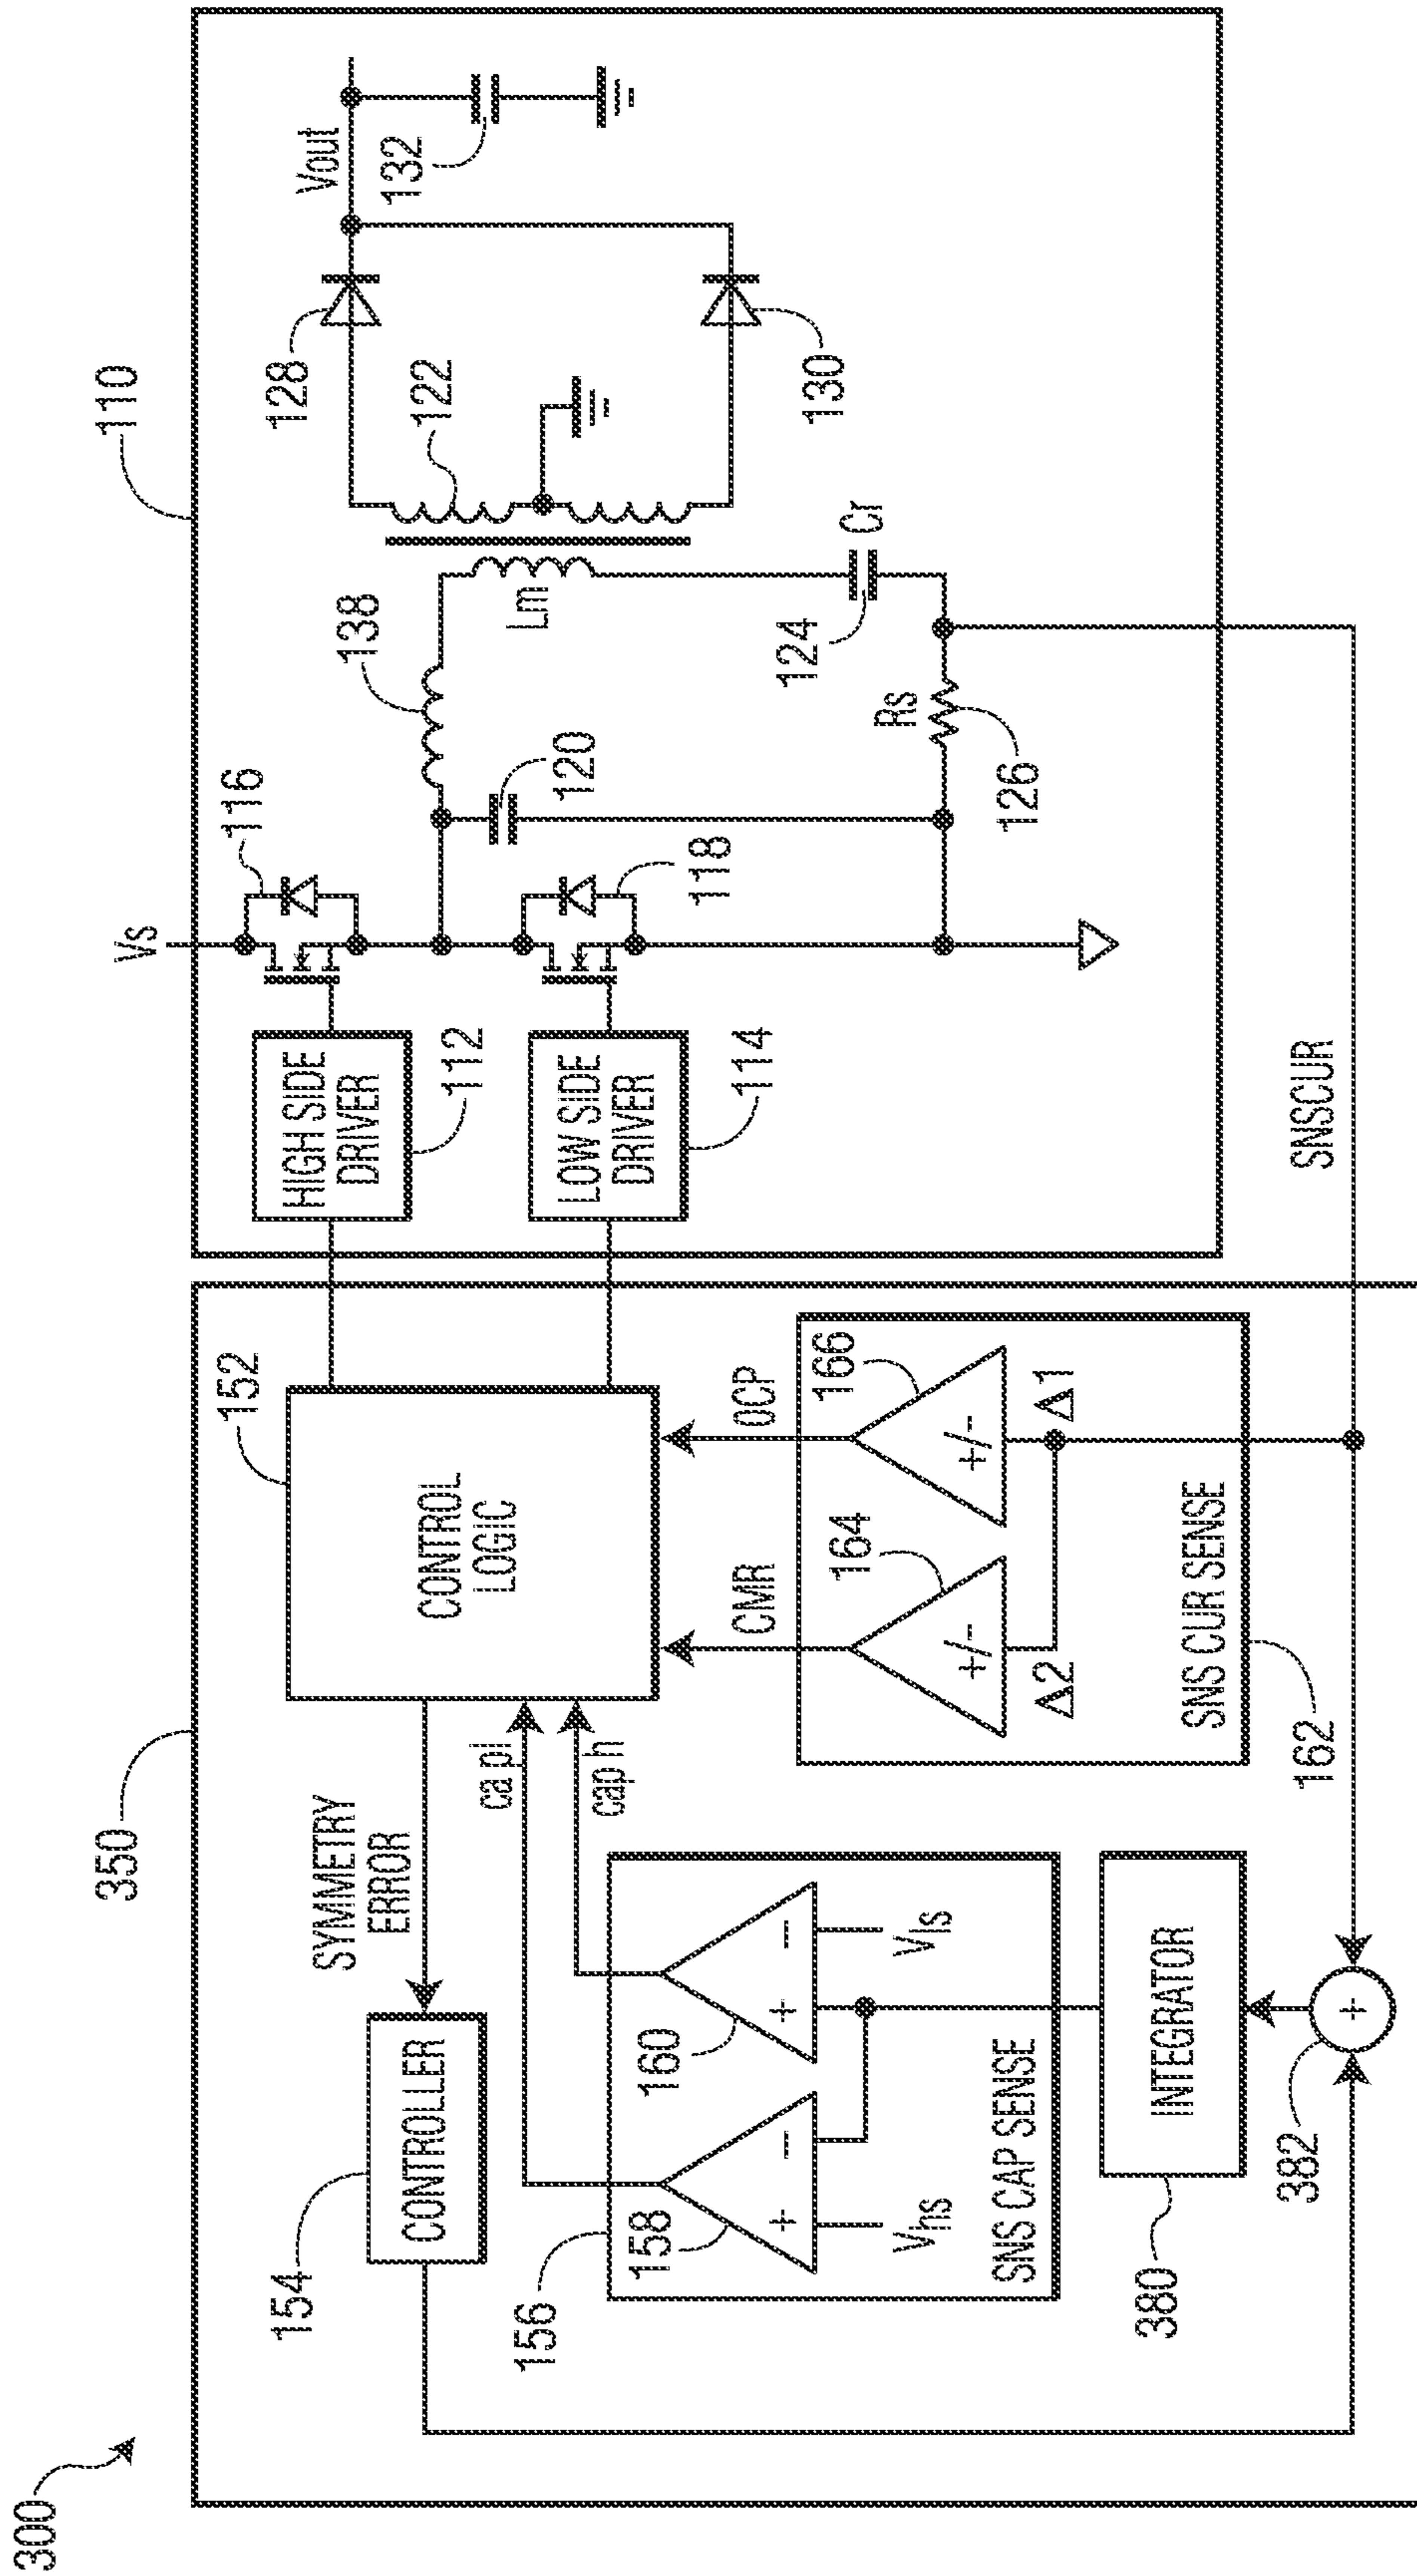 300
350
110
152
CONTROL
LOGIC
154
CONTROLLER
SYMMETRY
ERROR
ca pl
cap h
CMR
OCP
156
158
+
-
Vhs
160
+
-
Vls
SNS CAP SENSE
164
+/-
Δ2
166
+/-
Δ1
SNS CUR SENSE
162
380
INTEGRATOR
382
+
SNSCUR
HIGH SIDE
DRIVER
112
LOW SIDE
DRIVER
114
Vs
116
118
120
138
Lm
122
124
Cr
Rs
126
128
130
Vout
132